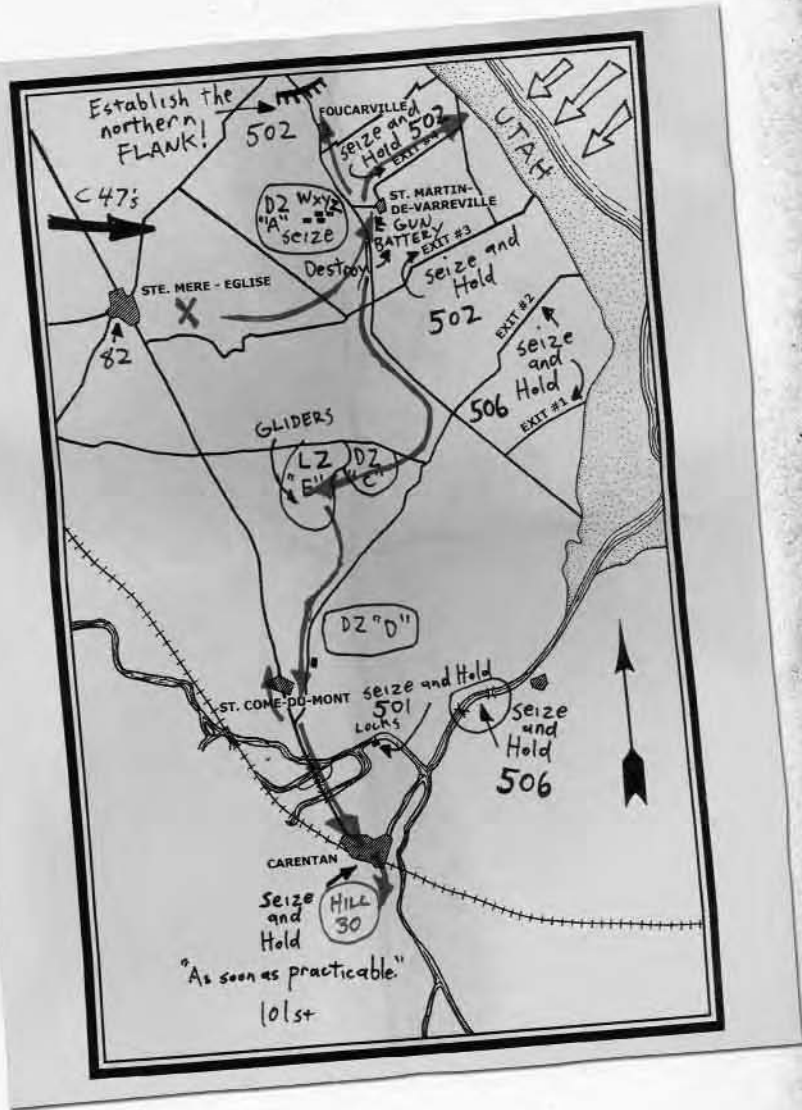 Establish the
northern
FLANK!
502
FOUCARVILLE
seize and
Hold 502
EXIT #4
UTAH
C 47's
DZ
"A"
WXYZ
seize
ST. MARTIN-
DE-VARREVILLE
GUN
BATTERY
Destroy
EXIT #3
seize and
Hold
502
STE. MERE - EGLISE
X
82
EXIT #2
seize
and
Hold
506
EXIT #1
GLIDERS
LZ
"E"
DZ
"C"
DZ "D"
ST. COME-DU-MONT
seize and Hold
501
LOCKS
seize
and
Hold
506
CARENTAN
Seize
and
Hold
HILL
30
"As soon as practicable."
101st